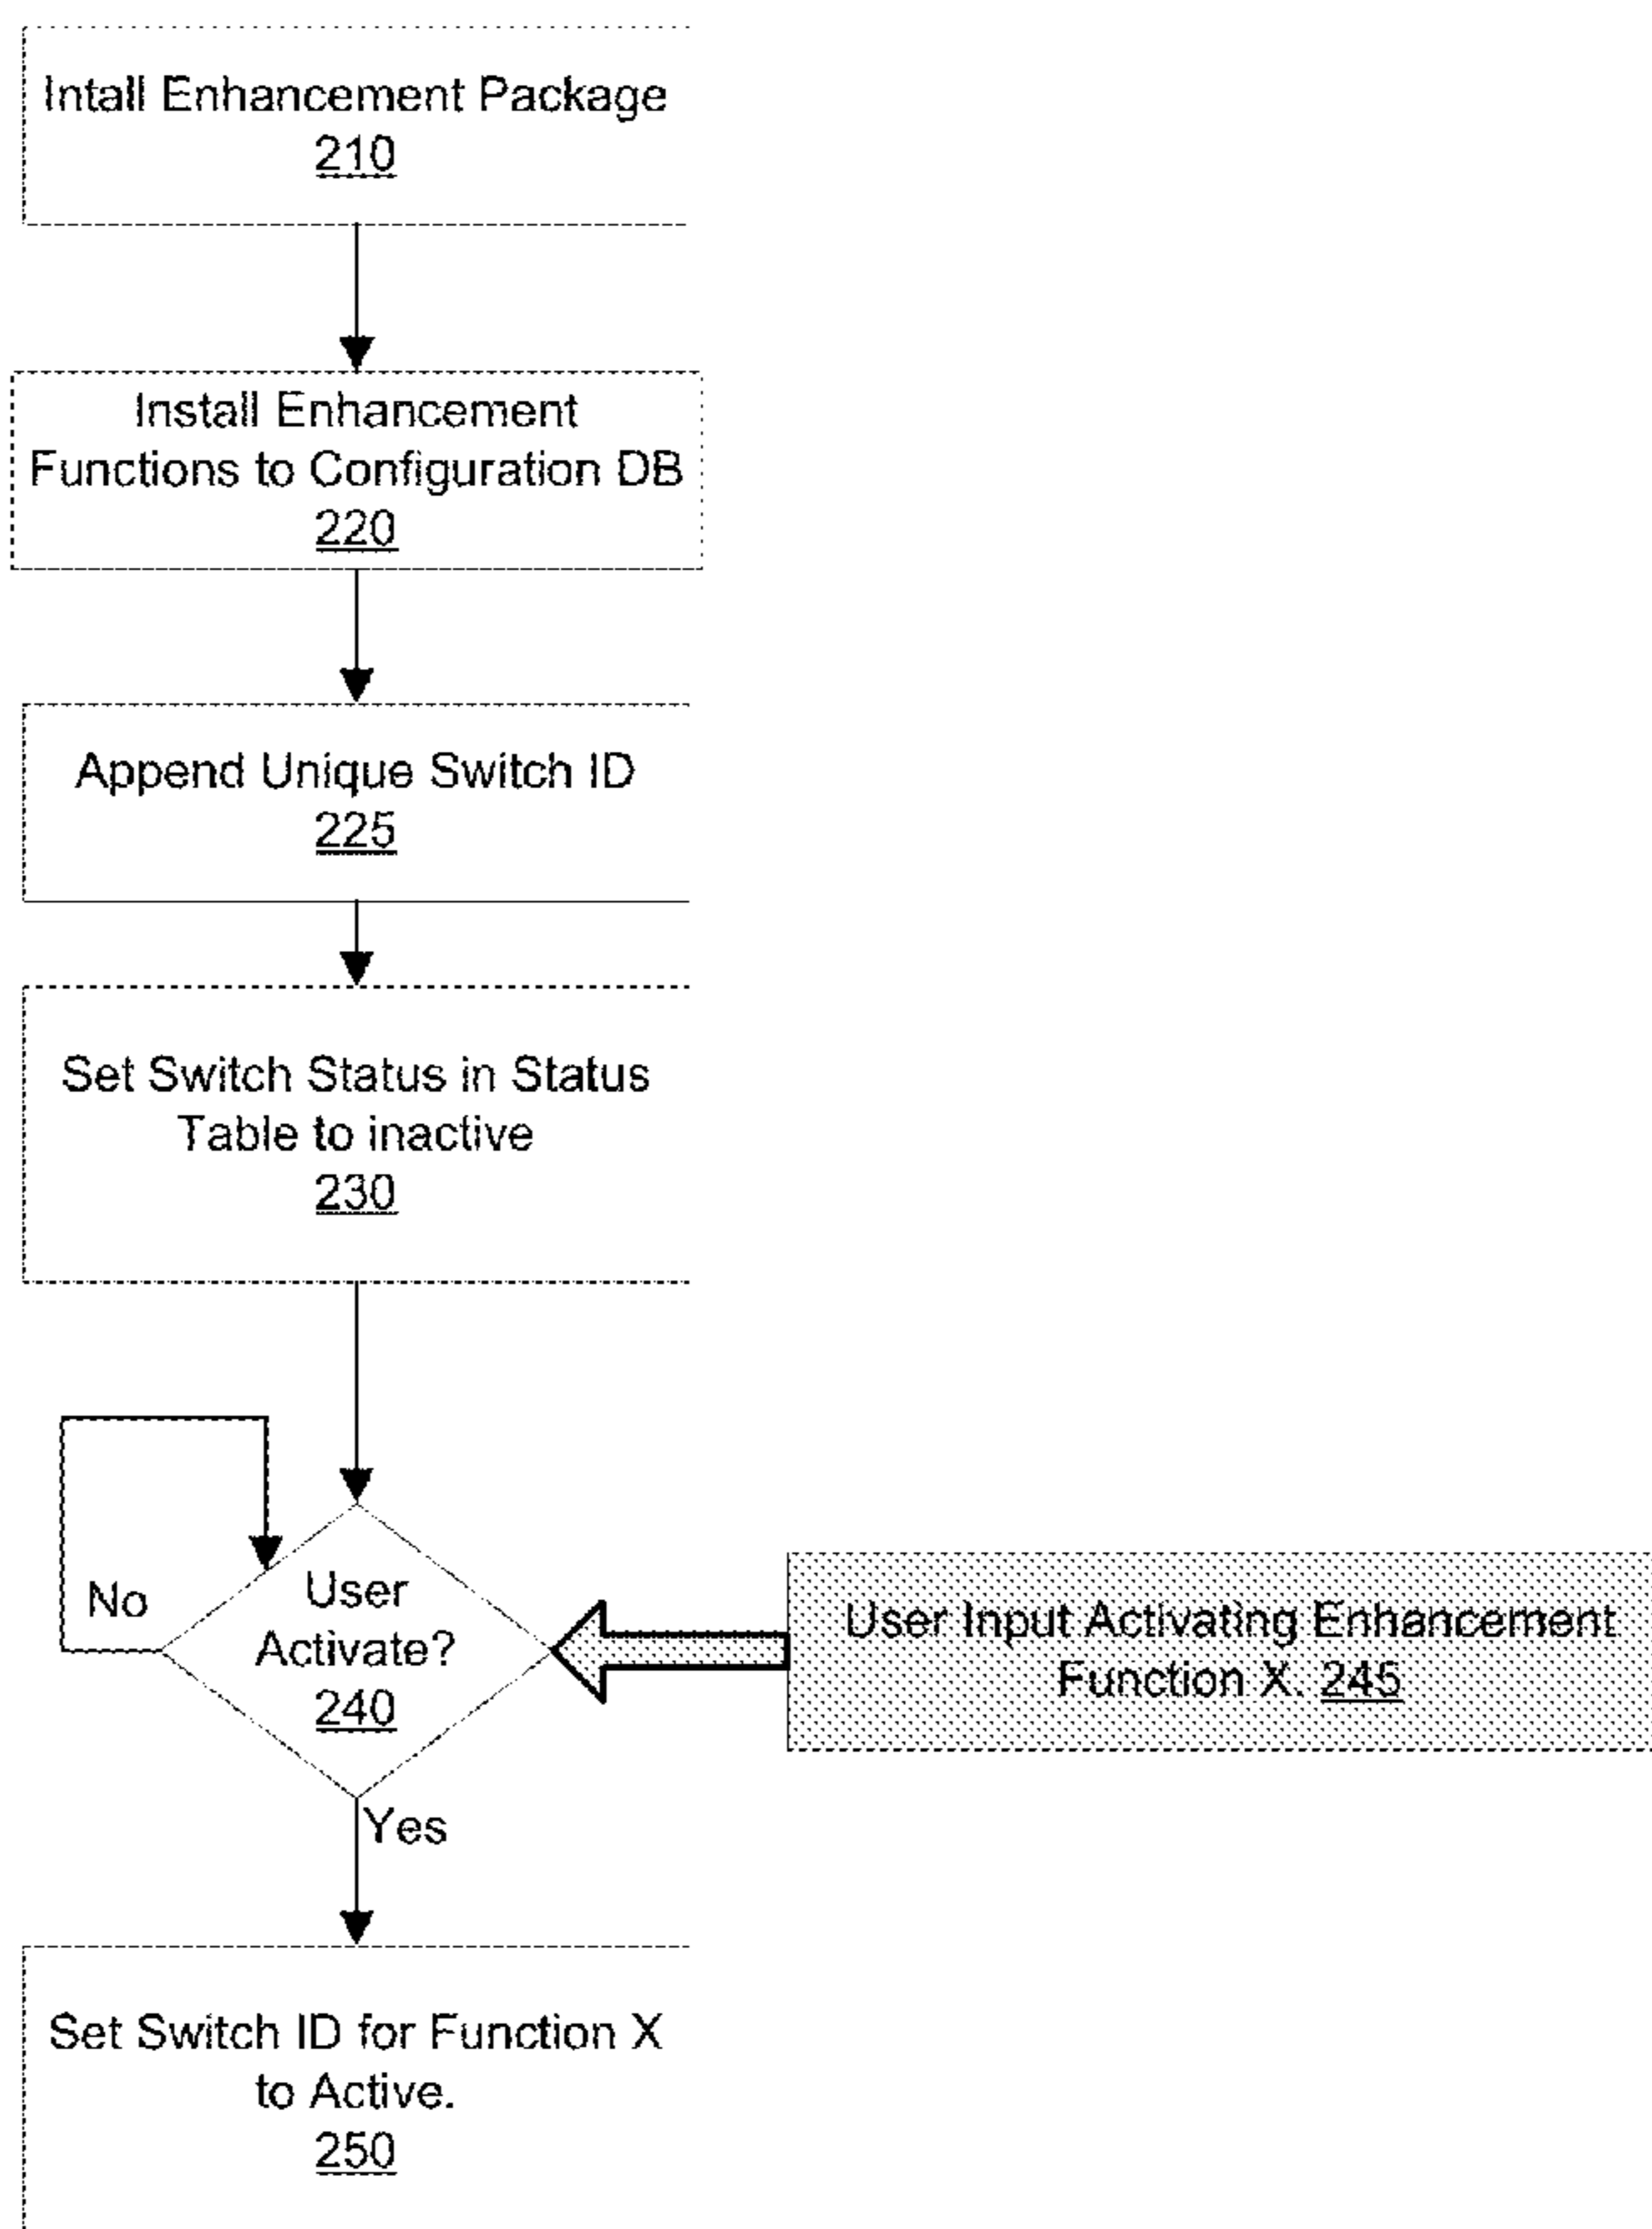 Intall Enhancement Package
210
Install Enhancement
Functions to Configuration DB
220
Append Unique Switch ID
225
Set Switch Status in Status
Table to inactive
230
No
User
Activate?
240
User Input Activating Enhancement
Function X. 245
Yes
Set Switch ID for Function X
to Active.
250